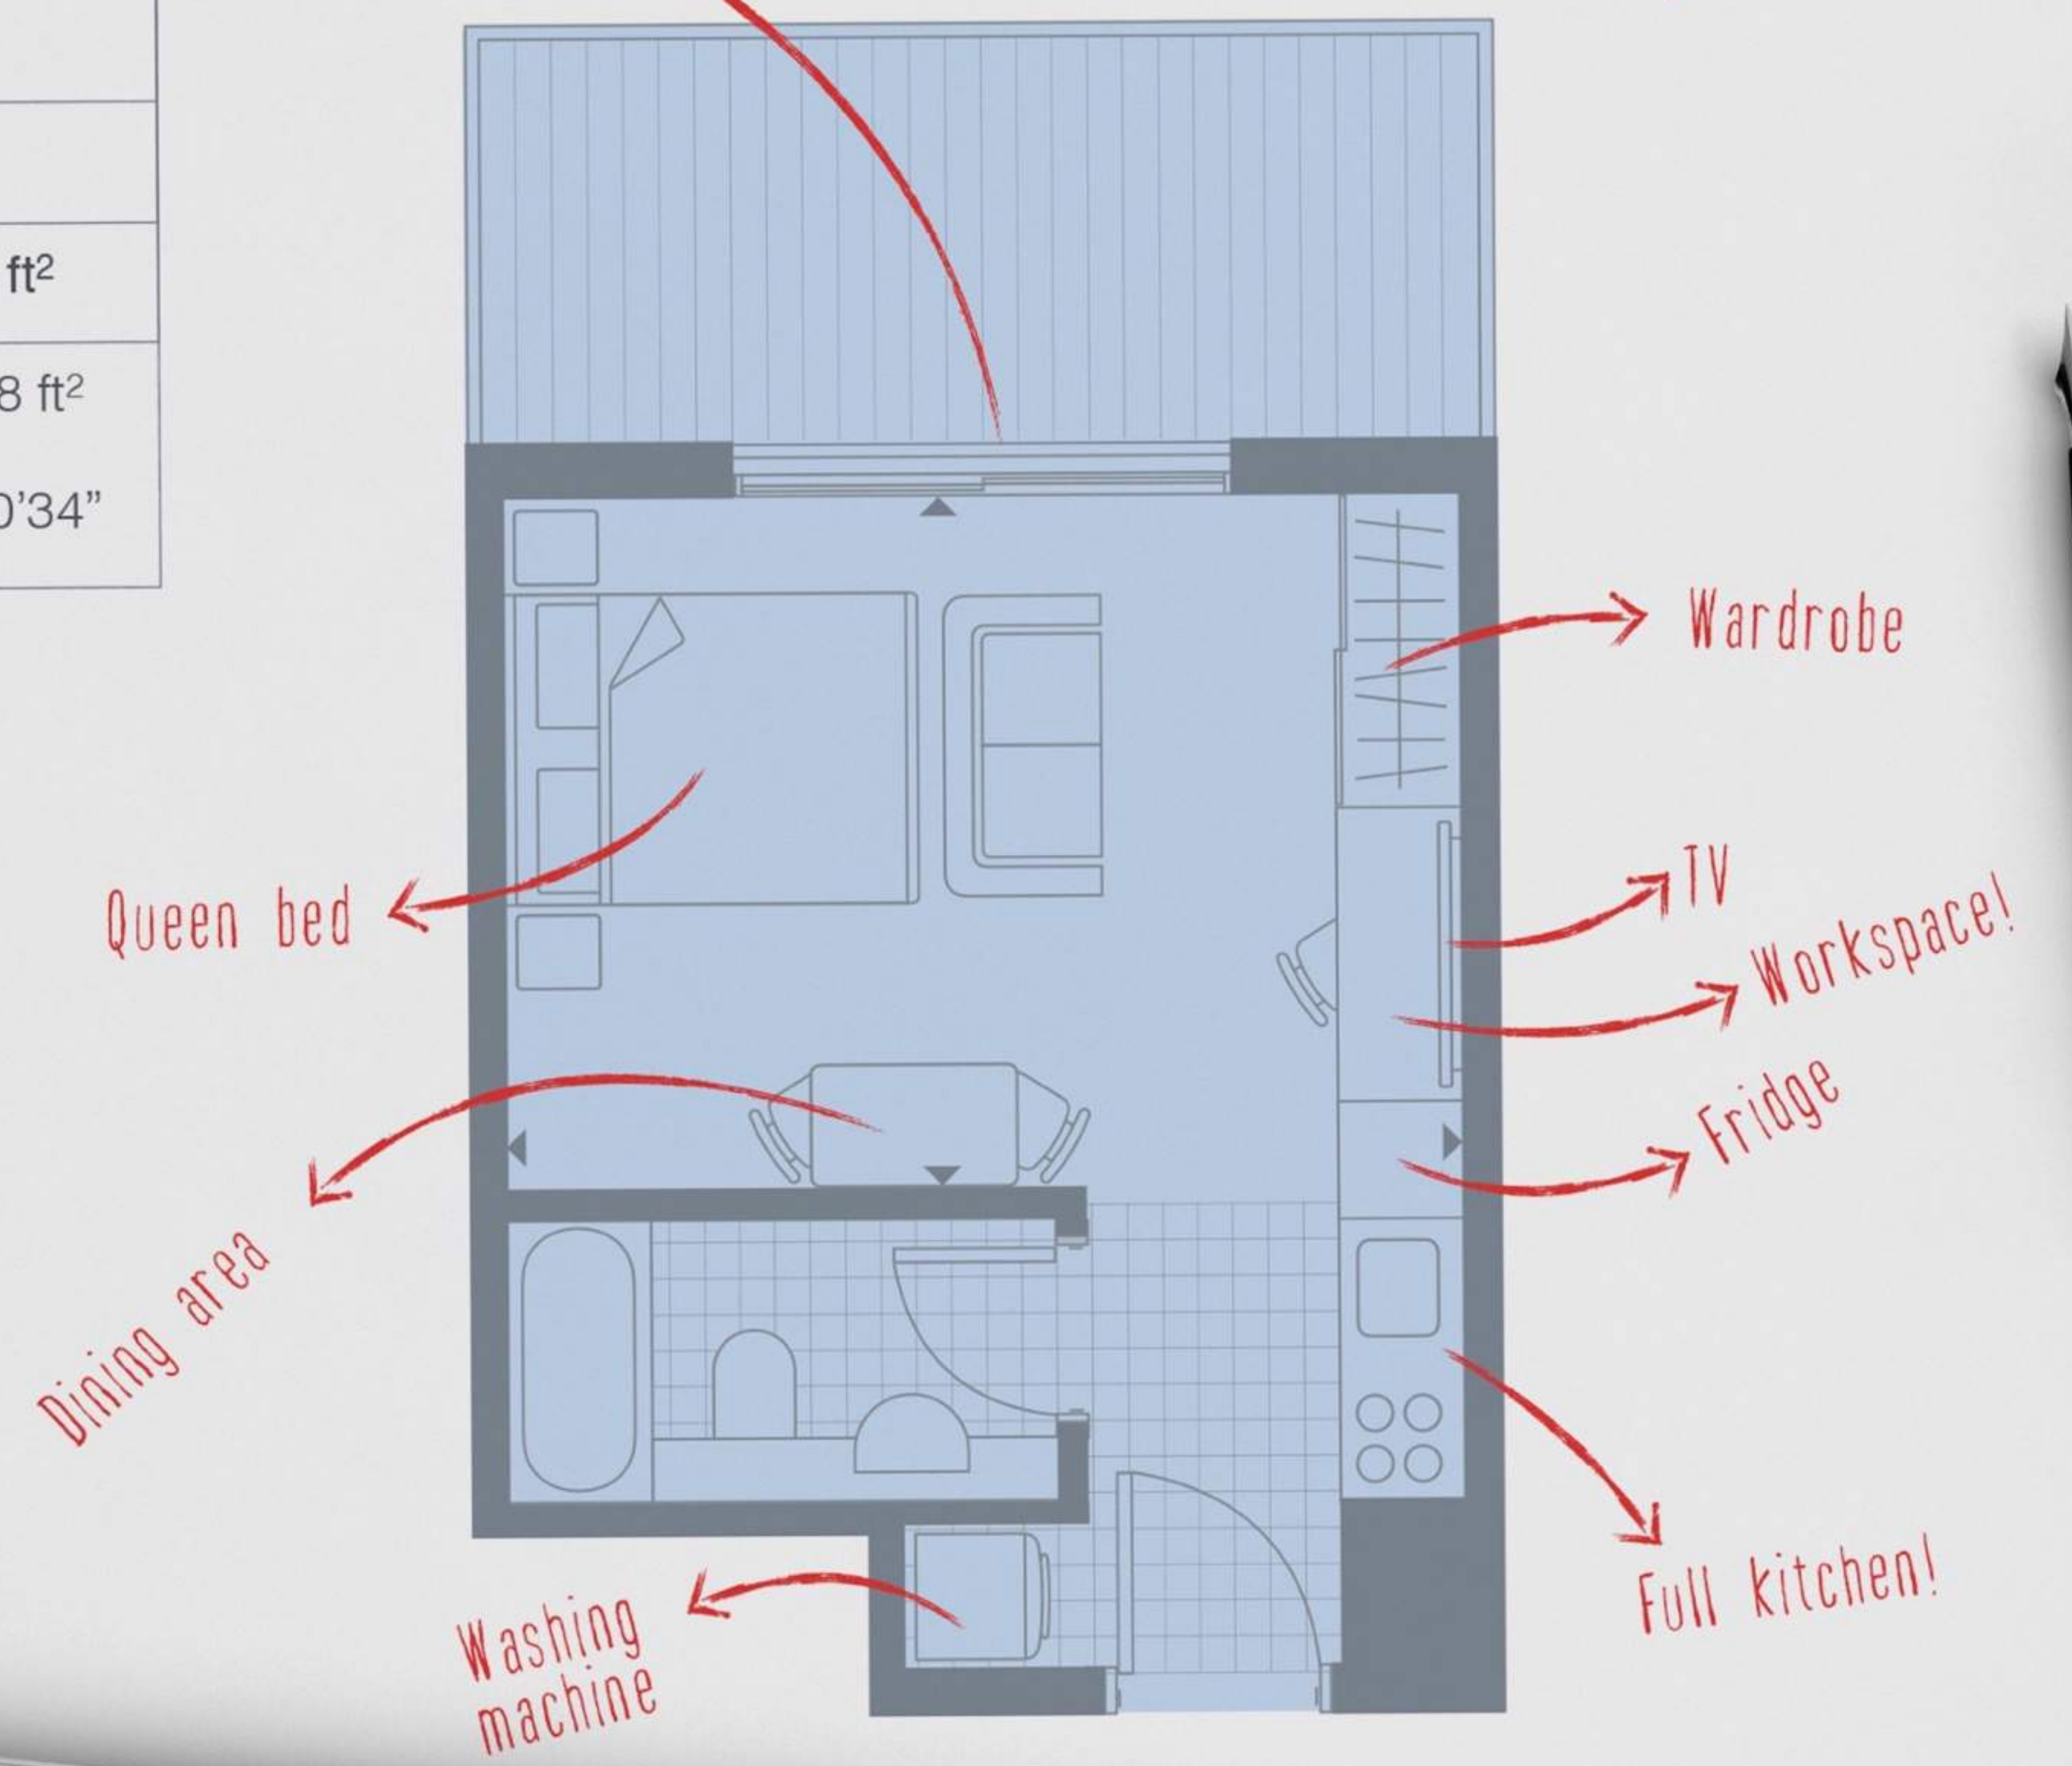 ft²
8 ft²
0'34”
Wardrobe
TV
Queen bed
Workspace!
Fridge
Dining area
Full kitchen!
Washing
machine